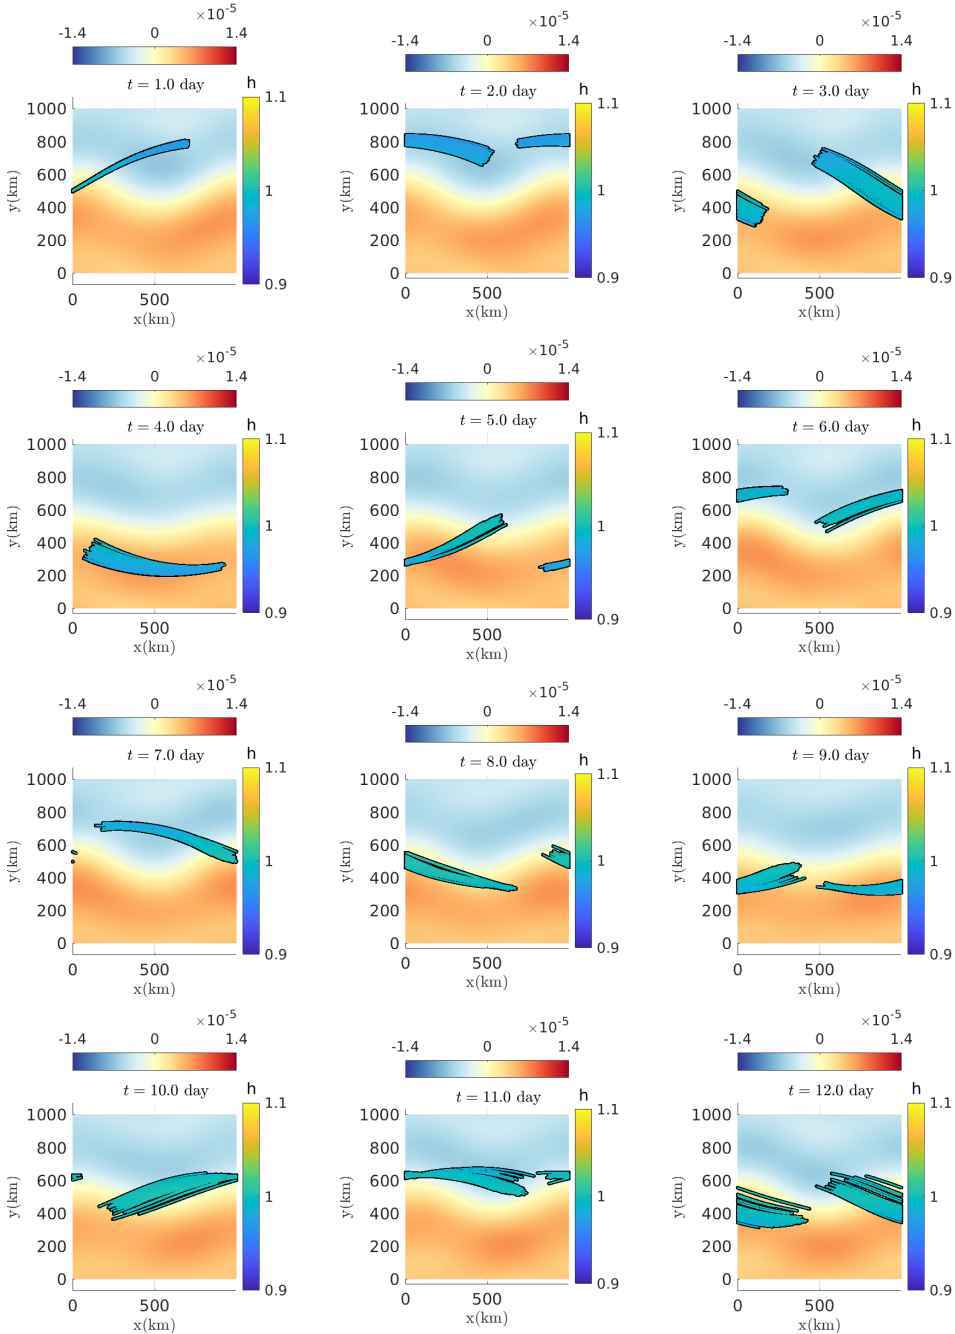 ×10-5 ×10-5 ×10-5
-1.4 0 1.4 -1.4 0 1.4 -1.4 0 1.4
t = 1.0 day h t = 2.0 day h t = 3.0 day h
1000 1.1 1000 1.1 1000 1.1
800 800 800
600 600 600
y(km) 1 y(km) 1 y(km) 1
400 400 400
200 200 200
0 0.9 0 0.9 0 0.9
0 500 0 500 0 500
x(km) x(km) x(km)
×10-5 ×10-5 ×10-5
-1.4 0 1.4 -1.4 0 1.4 -1.4 0 1.4
t = 4.0 day h t = 5.0 day h t = 6.0 day h
1000 1.1 1000 1.1 1000 1.1
800 800 800
600 600 600
y(km) 1 y(km) 1 y(km) 1
400 400 400
200 200 200
0 0.9 0 0.9 0 0.9
0 500 0 500 0 500
x(km) x(km) x(km)
×10-5 ×10-5 ×10-5
-1.4 0 1.4 -1.4 0 1.4 -1.4 0 1.4
t = 7.0 day h t = 8.0 day h t = 9.0 day h
1000 1.1 1000 1.1 1000 1.1
800 800 800
600 600 600
y(km) 1 y(km) 1 y(km) 1
400 400 400
200 200 200
0 0.9 0 0.9 0 0.9
0 500 0 500 0 500
x(km) x(km) x(km)
×10-5 ×10-5 ×10-5
-1.4 0 1.4 -1.4 0 1.4 -1.4 0 1.4
t = 10.0 day h t = 11.0 day h t = 12.0 day h
1000 1.1 1000 1.1 1000 1.1
800 800 800
600 600 600
y(km) 1 y(km) 1 y(km) 1
400 400 400
200 200 200
0 0.9 0 0.9 0 0.9
0 500 0 500 0 500
x(km) x(km) x(km)